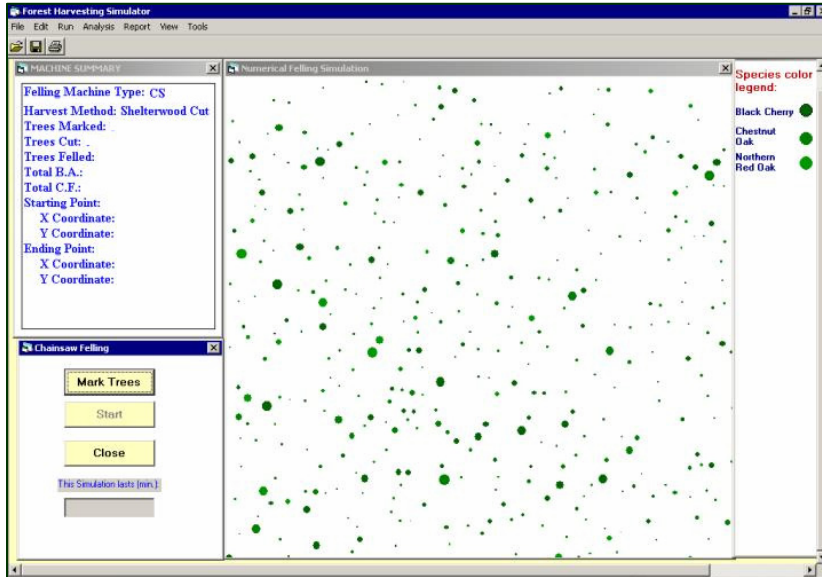 Forest Harvesting Simulator
File Edit Run Analysis Report View Tools
MACHINE SUMMARY
Felling Machine Type: CS
Harvest Method: Shelterwood Cut
Trees Marked:
Trees Cut:
Trees Felled:
Total B.A.:
Total C.F.:
Starting Point:
X Coordinate:
Y Coordinate:
Ending Point:
X Coordinate:
Y Coordinate:
Chainsaw Felling
Mark Trees
Start
Close
This Simulation lasts (min.):
Numerical Felling Simulation
Species color
legend:
Black Cherry
Chestnut
Oak
Northern
Red Oak